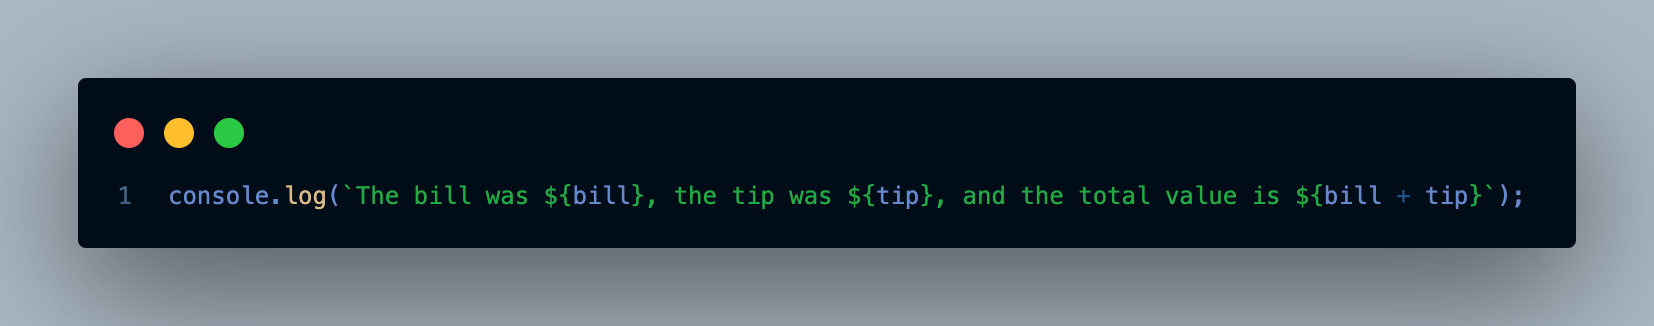 1 console.log(`The bill was ${bill}, the tip was ${tip}, and the total value is ${bill + tip}`);